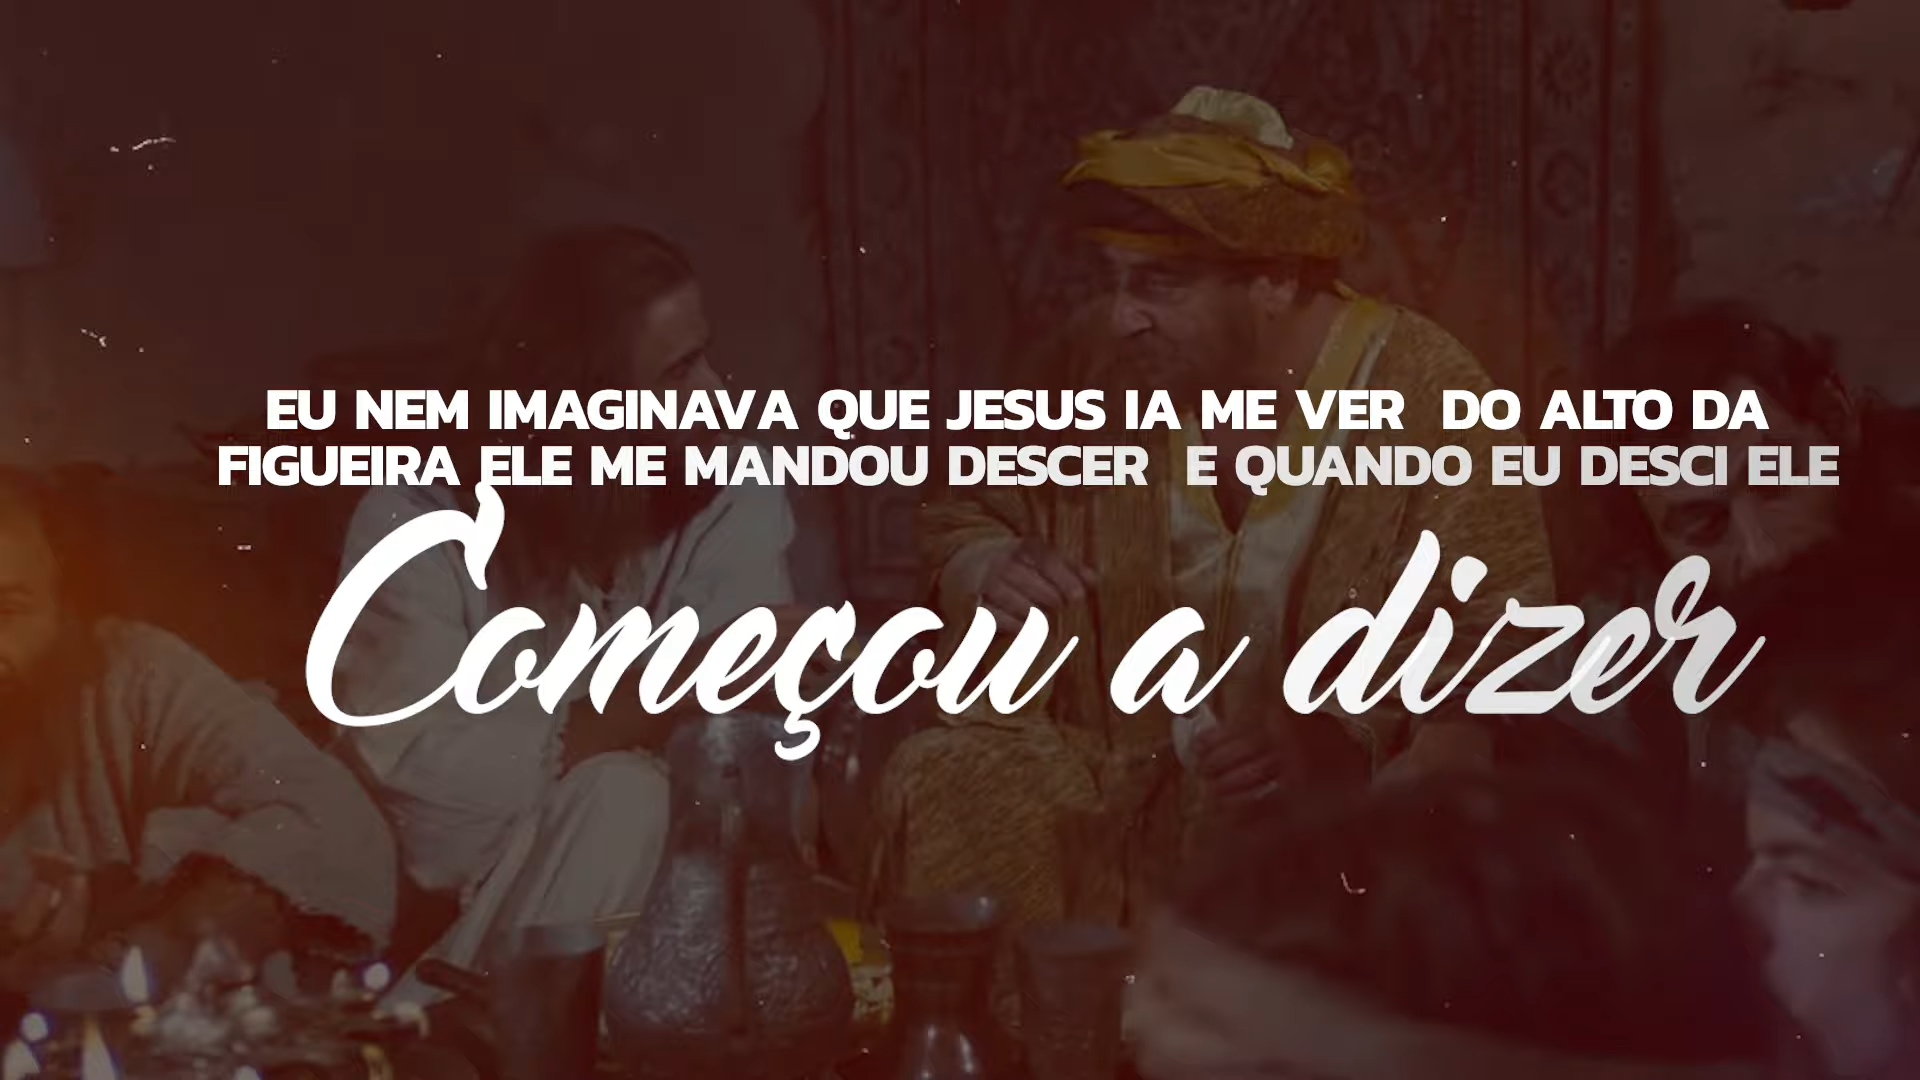 EU NEM IMAGINAVA QUE JESUS IA ME VER DO ALTO DA
FIGUEIRA ELE ME MANDOU DESCER E QUANDO EU DESCI ELE
Começou a dizer